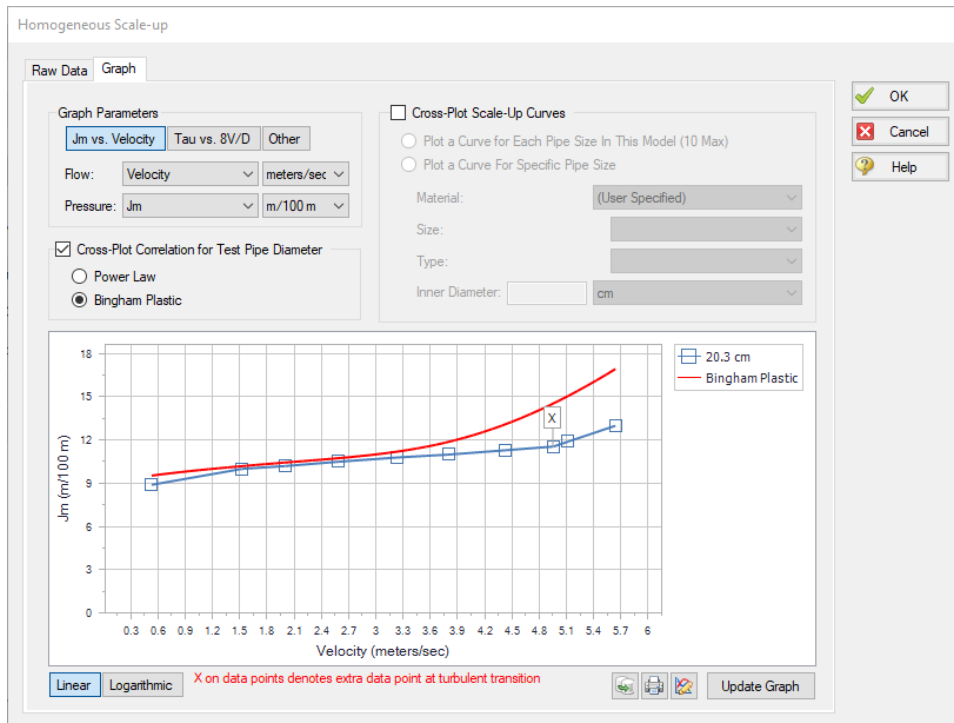 Homogeneous Scale-up
Raw Data Graph
OK
Cancel
Help
Graph Parameters
Jm vs. Velocity Tau vs. 8V/D Other
Flow: Velocity meters/sec
Pressure: Jm m/100 m
Cross-Plot Correlation for Test Pipe Diameter
Power Law
Bingham Plastic
Cross-Plot Scale-Up Curves
Plot a Curve for Each Pipe Size In This Model (10 Max)
Plot a Curve For Specific Pipe Size
Material: (User Specified)
Size:
Type:
Inner Diameter: cm
20.3 cm
Bingham Plastic
X
Jm (m/100 m)
18
15
12
9
6
3
0
0.3 0.6 0.9 1.2 1.5 1.8 2.1 2.4 2.7 3 3.3 3.6 3.9 4.2 4.5 4.8 5.1 5.4 5.7 6
Velocity (meters/sec)
Linear Logarithmic X on data points denotes extra data point at turbulent transition Update Graph